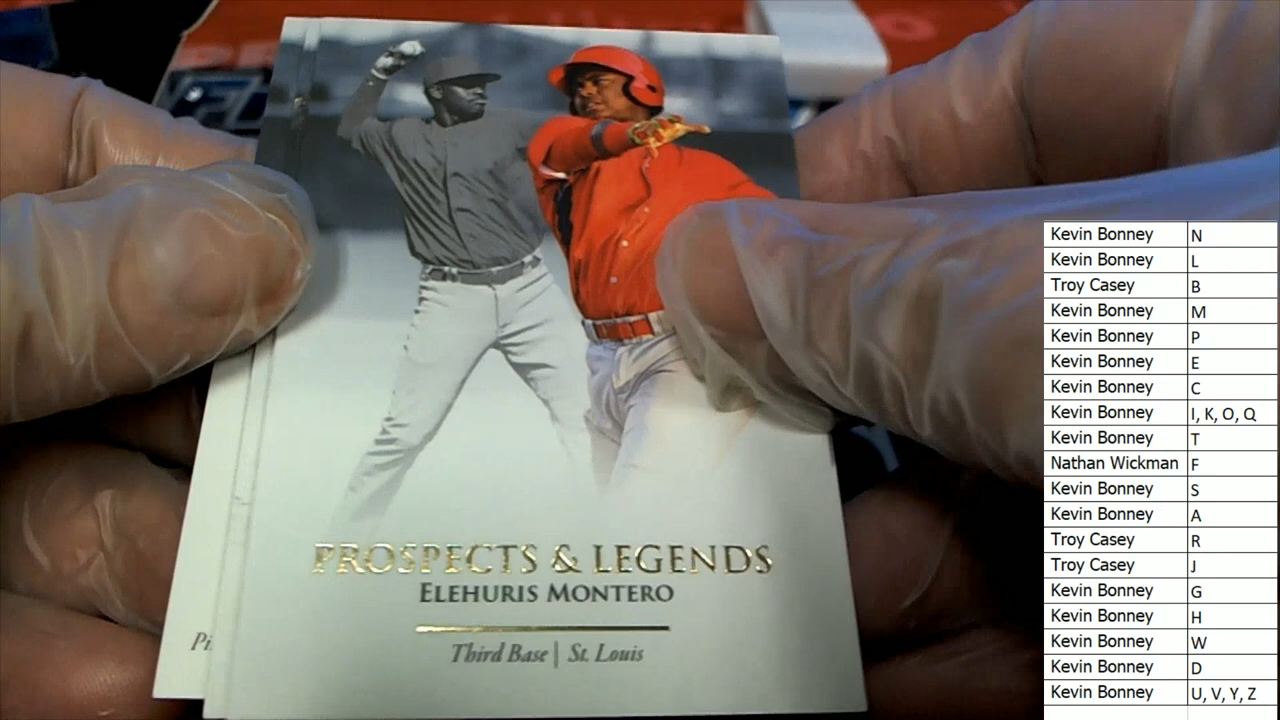 PROSPECTS & LEGENDS
ELEHURIS MONTERO
Third Base | St. Louis
Pi
Kevin Bonney N
Kevin Bonney L
Troy Casey B
Kevin Bonney M
Kevin Bonney P
Kevin Bonney E
Kevin Bonney C
Kevin Bonney I, K, O, Q
Kevin Bonney T
Nathan Wickman F
Kevin Bonney S
Kevin Bonney A
Troy Casey R
Troy Casey J
Kevin Bonney G
Kevin Bonney H
Kevin Bonney W
Kevin Bonney D
Kevin Bonney U, V, Y, Z